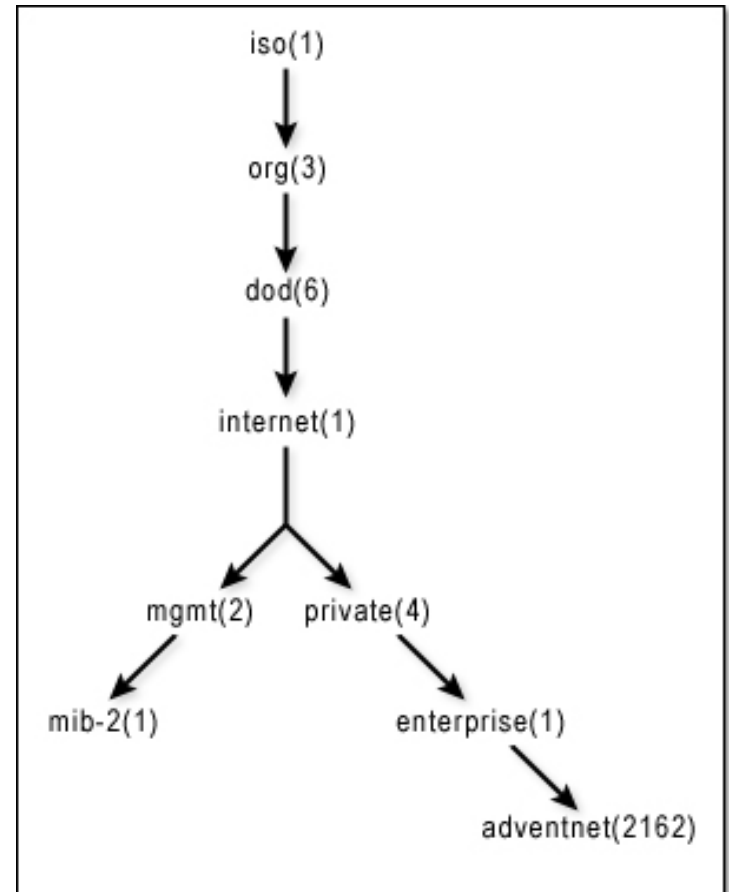 iso(1)
org(3)
dod(6)
internet(1)
mgmt(2) private(4)
mib-2(1) enterprise(1)
adventnet(2162)